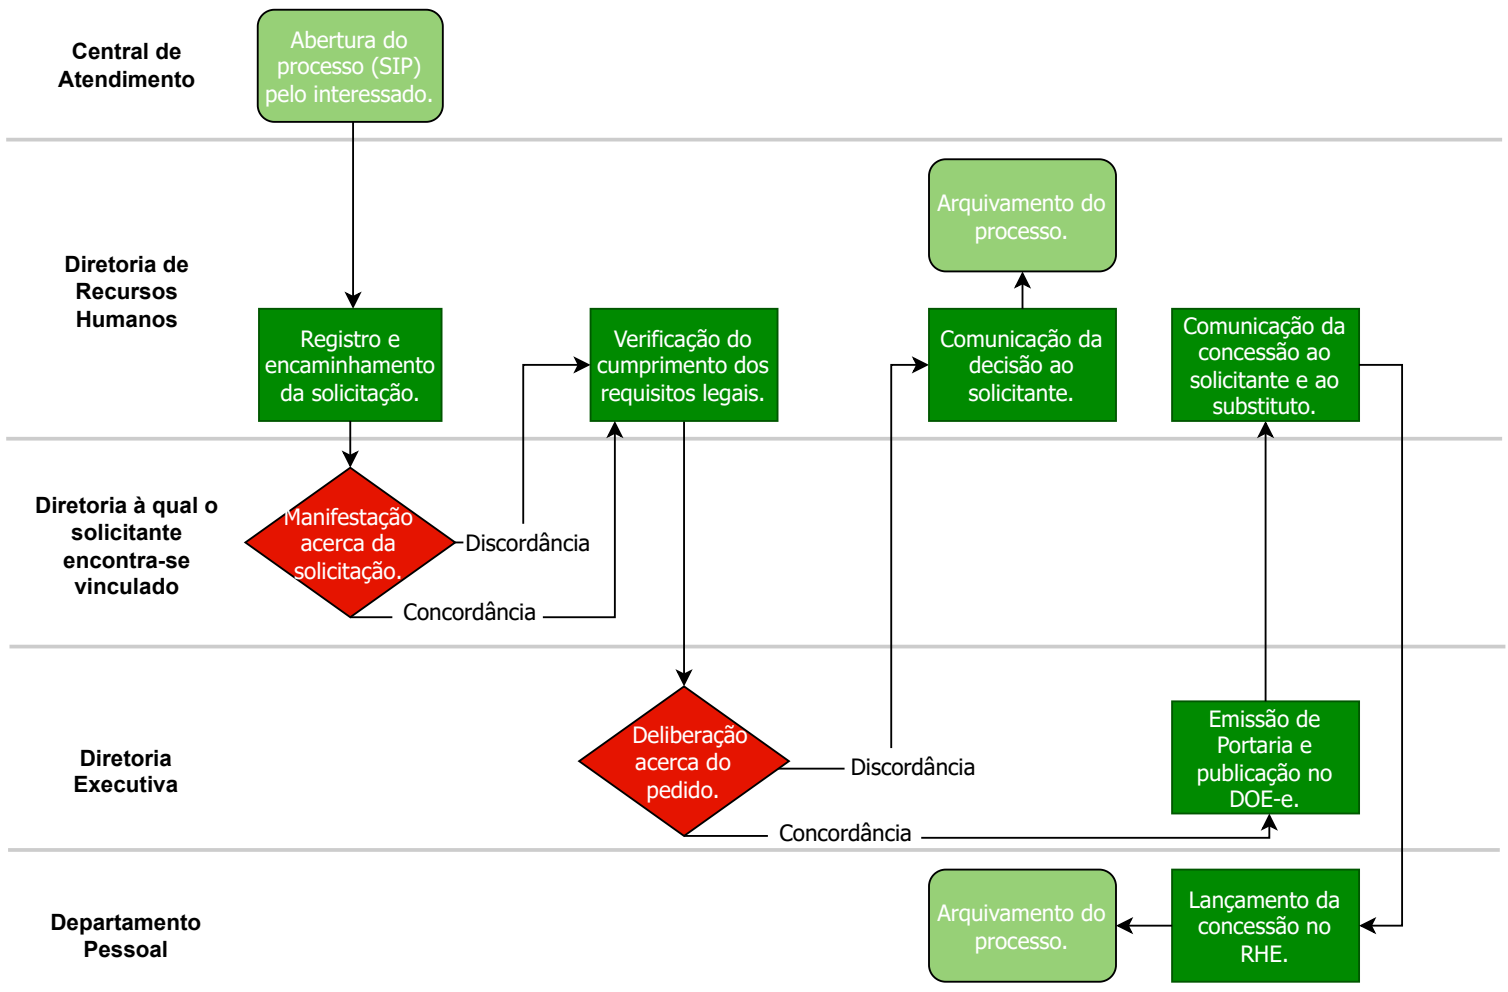 Central de
Atendimento
Abertura do
processo (SIP)
pelo interessado.
Diretoria de
Recursos
Humanos
Registro e
encaminhamento
da solicitação.
Verificação do
cumprimento dos
requisitos legais.
Arquivamento do
processo.
Comunicação da
decisão ao
solicitante.
Comunicação da
concessão ao
solicitante e ao
substituto.
Diretoria à qual o
solicitante
encontra-se
vinculado
Manifestação
acerca da
solicitação.
Discordância
Concordância
Diretoria
Executiva
Deliberação
acerca do
pedido.
Discordância
Concordância
Emissão de
Portaria e
publicação no
DOE-e.
Departamento
Pessoal
Arquivamento do
processo.
Lançamento da
concessão no
RHE.